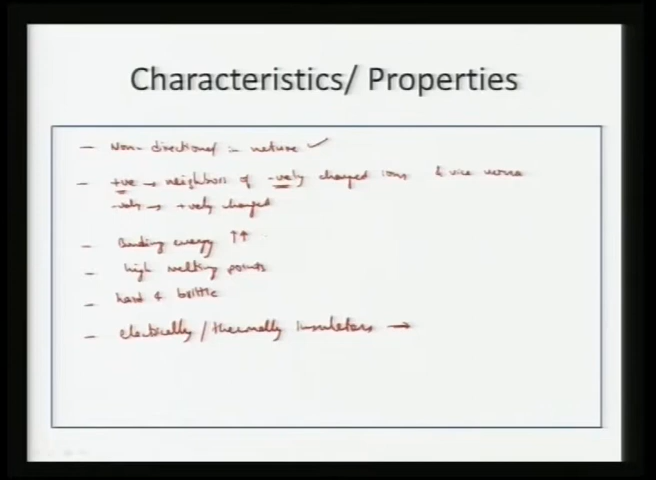 Characteristics/ Properties
— Non-directional in nature ✓
— +ve → neighbors of -vely charged ions & vice versa
-vely → +vely charged
— Binding energy ↑↑
— high melting points
— hard & brittle
— electrically / thermally insulators →